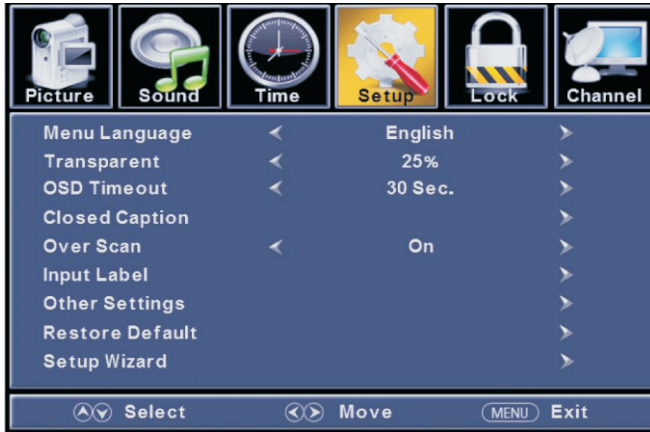 Picture Sound Time Setup Lock Channel
Menu Language English
Transparent 25%
OSD Timeout 30 Sec.
Closed Caption
Over Scan On
Input Label
Other Settings
Restore Default
Setup Wizard
Select Move MENU Exit